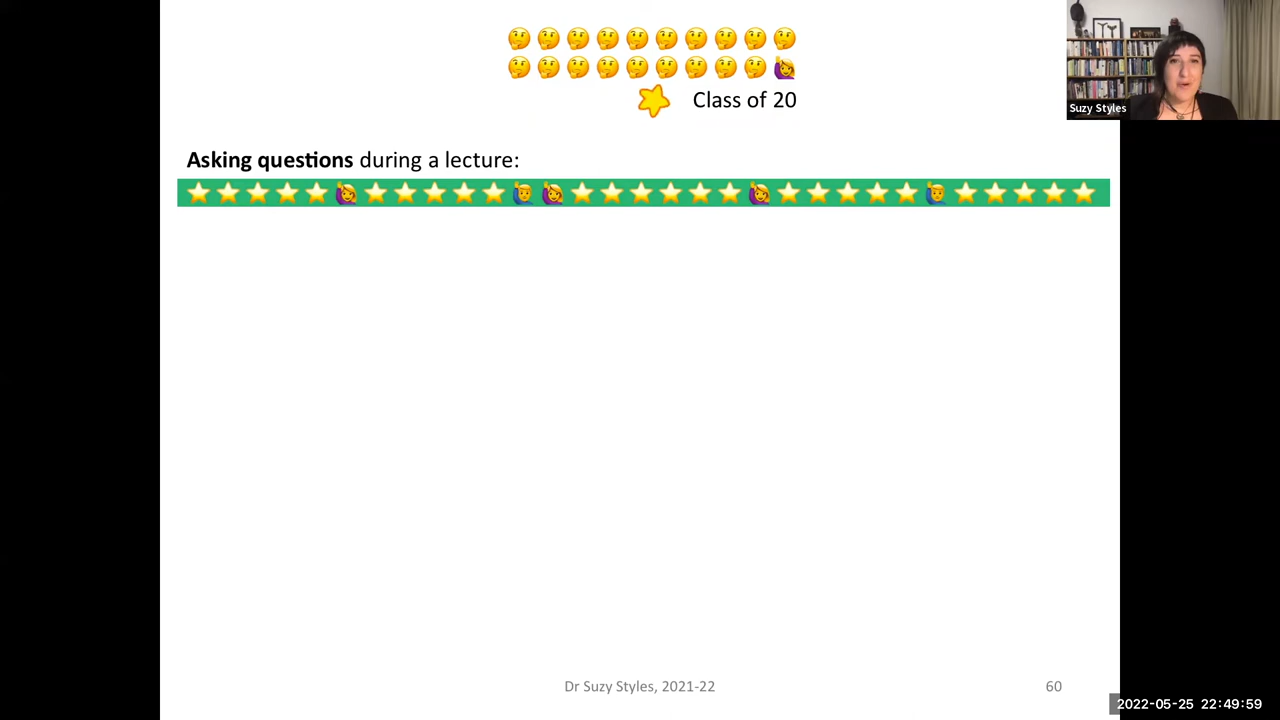 Class of 20
Suzy Styles
Asking questions during a lecture:
Dr Suzy Styles, 2021-22
60
2022-05-25 22:49:59